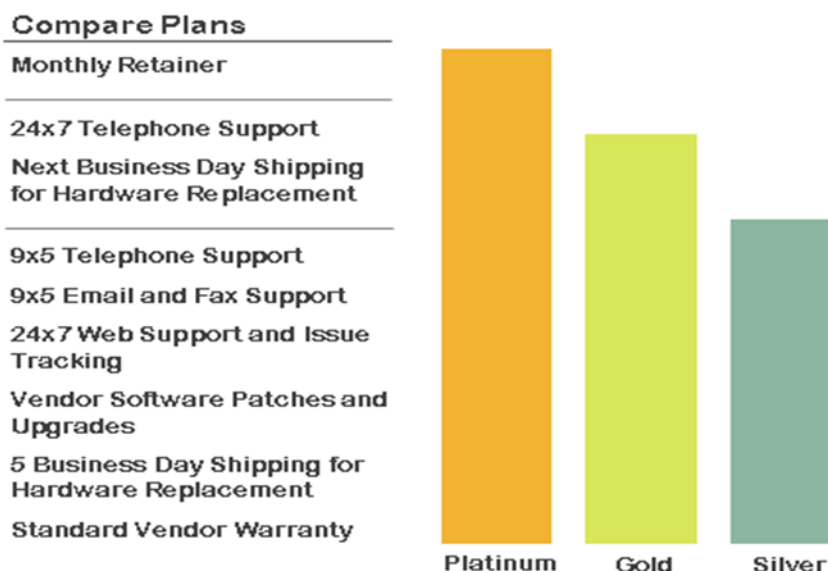 Compare Plans
Monthly Retainer
24x7 Telephone Support
Next Business Day Shipping
for Hardware Replacement
9x5 Telephone Support
9x5 Email and Fax Support
24x7 Web Support and Issue
Tracking
Vendor Software Patches and
Upgrades
5 Business Day Shipping for
Hardware Replacement
Standard Vendor Warranty
Platinum
Gold
Silver